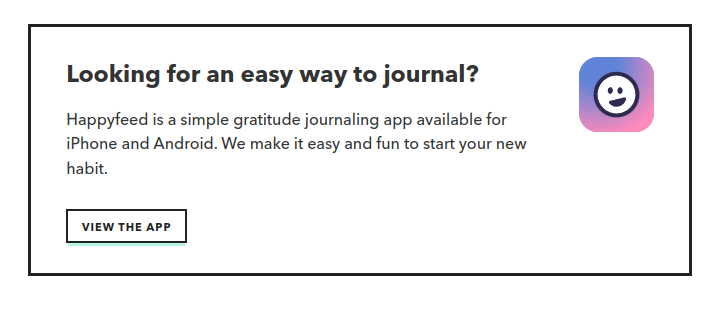 Looking for an easy way to journal?
Happyfeed is a simple gratitude journaling app available for
iPhone and Android. We make it easy and fun to start your new
habit.
VIEW THE APP